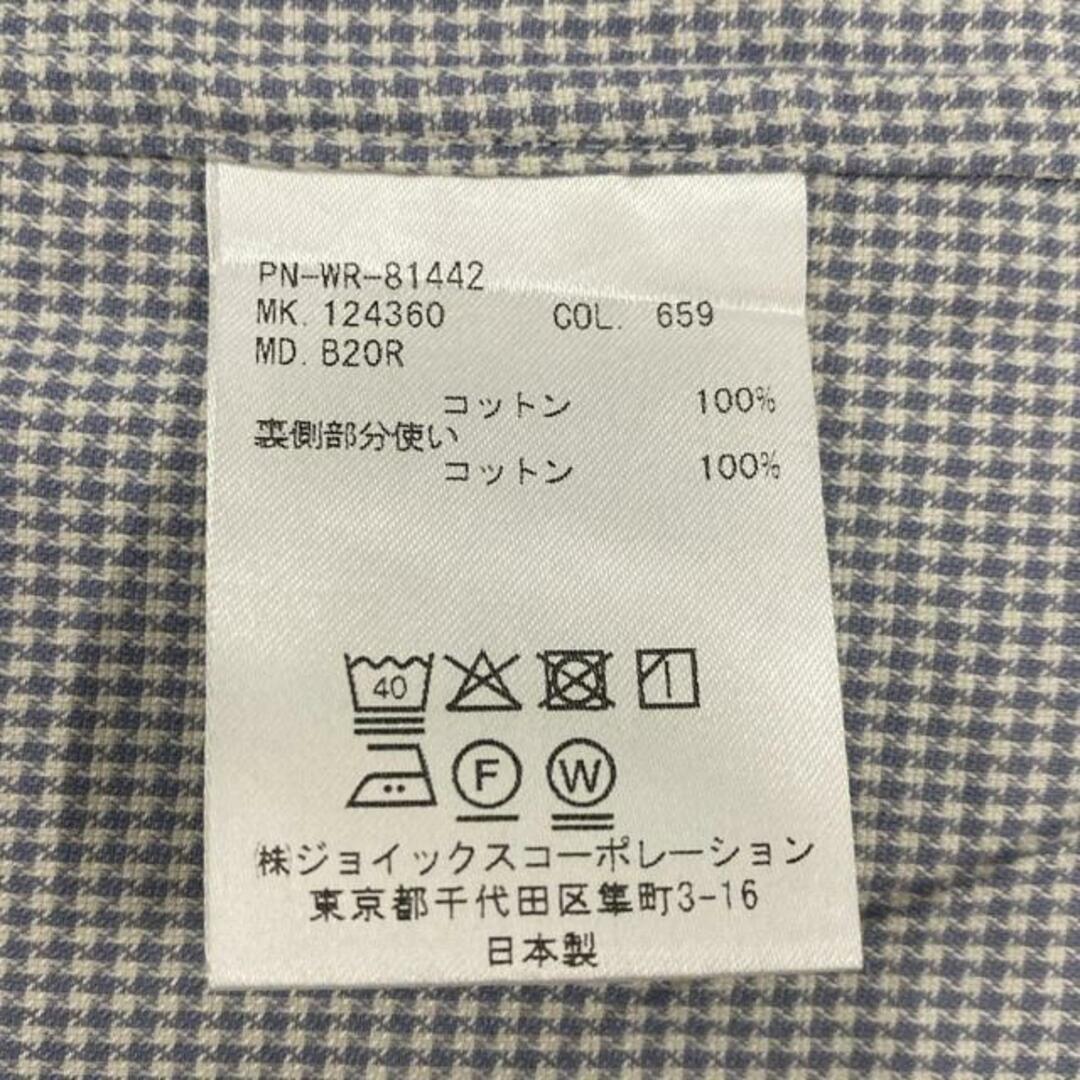 PN-WR-81442
MK. 124360 COL. 659
MD. B20R
コットン 100%
裏側部分使い
コットン 100%
40
F W
㈱ジョイックスコーポレーション
東京都千代田区隼町3-16
日本製